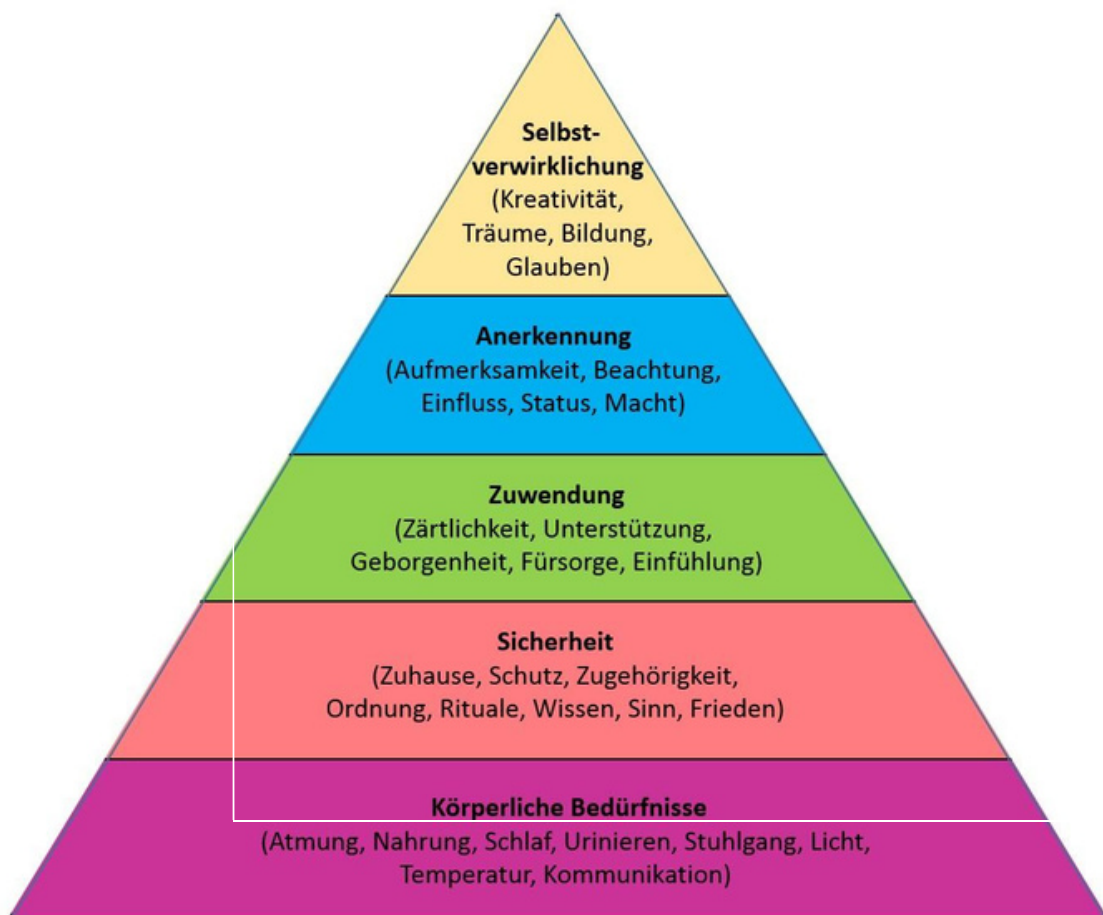 Selbst-
verwirklichung
(Kreativität,
Träume, Bildung,
Glauben)
Anerkennung
(Aufmerksamkeit, Beachtung,
Einfluss, Status, Macht)
Zuwendung
(Zärtlichkeit, Unterstützung,
Geborgenheit, Fürsorge, Einfühlung)
Sicherheit
(Zuhause, Schutz, Zugehörigkeit,
Ordnung, Rituale, Wissen, Sinn, Frieden)
Körperliche Bedürfnisse
(Atmung, Nahrung, Schlaf, Urinieren, Stuhlgang, Licht,
Temperatur, Kommunikation)